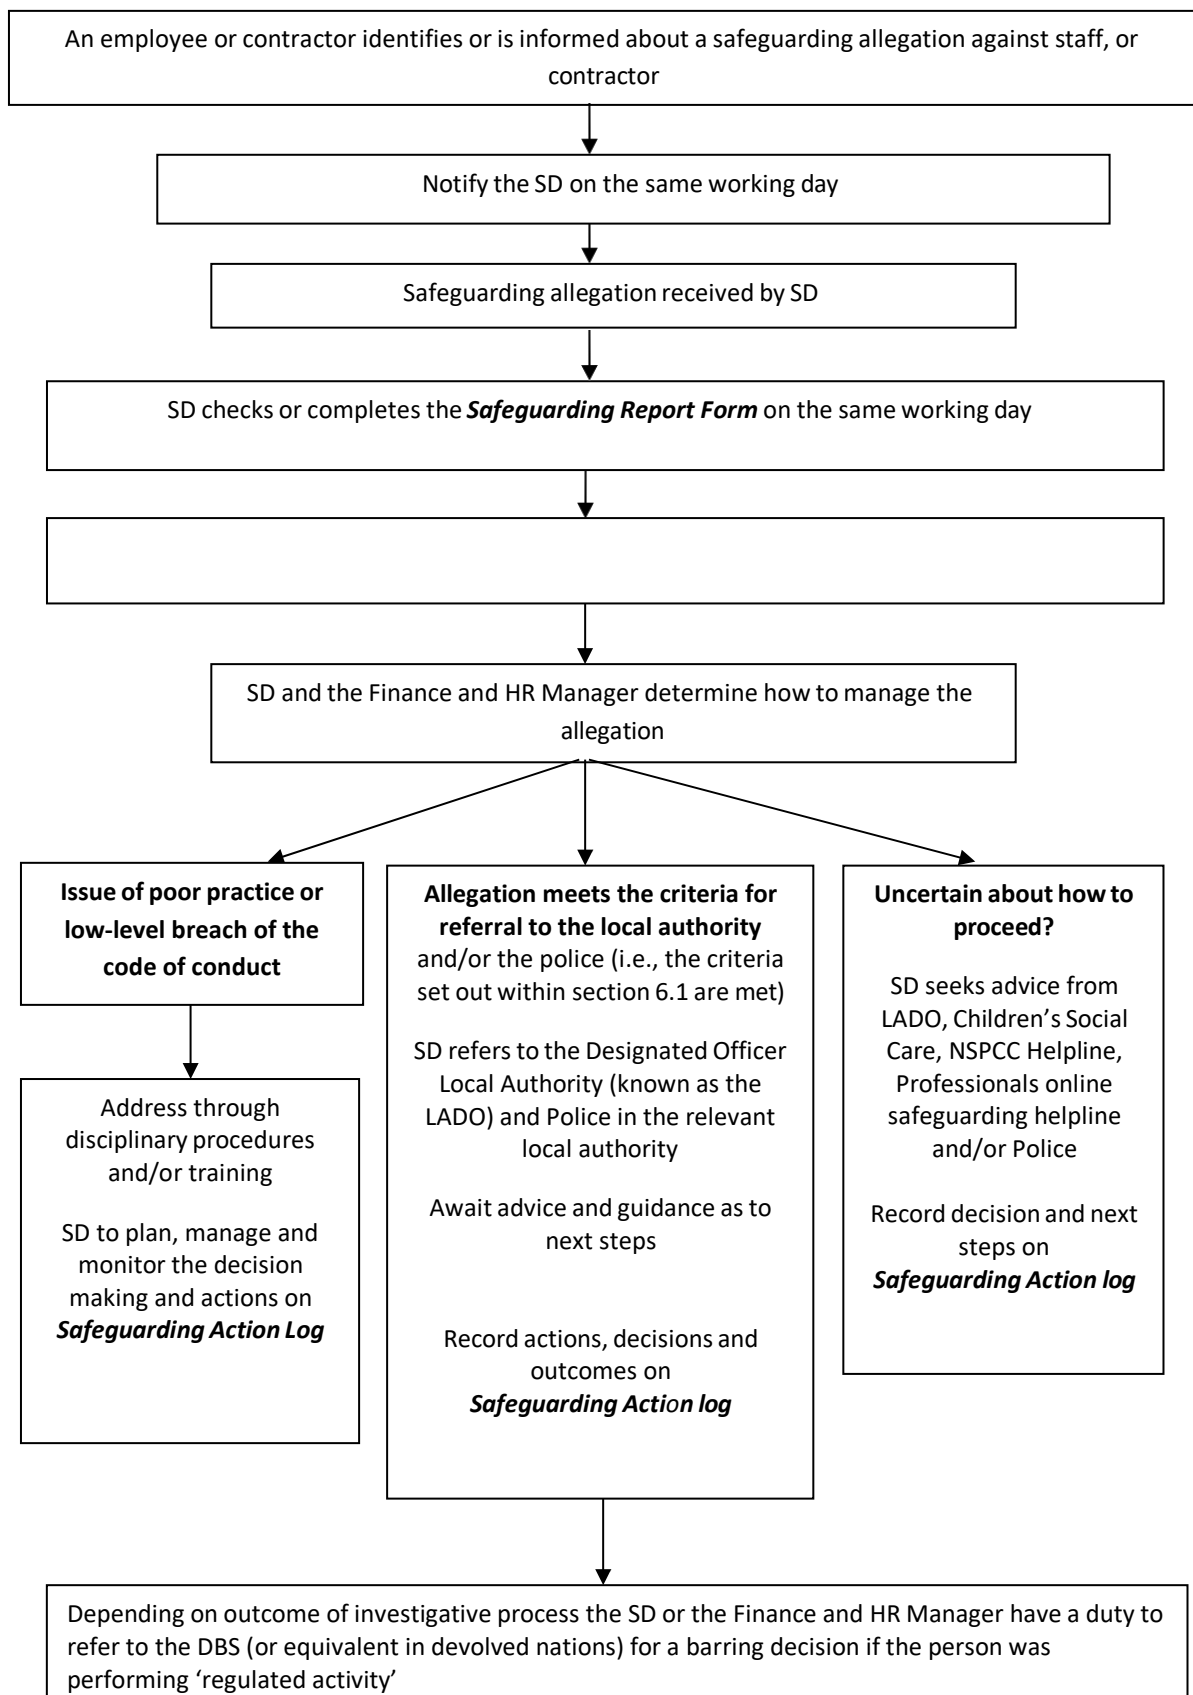 An employee or contractor identifies or is informed about a safeguarding allegation against staff, or
contractor
Notify the SD on the same working day
Safeguarding allegation received by SD
SD checks or completes the Safeguarding Report Form on the same working day
SD and the Finance and HR Manager determine how to manage the
allegation
Issue of poor practice or
low-level breach of the
code of conduct
Address through
disciplinary procedures
and/or training
SD to plan, manage and
monitor the decision
making and actions on
Safeguarding Action Log
Allegation meets the criteria for
referral to the local authority
and/or the police (i.e., the criteria
set out within section 6.1 are met)
SD refers to the Designated Officer
Local Authority (known as the
LADO) and Police in the relevant
local authority
Await advice and guidance as to
next steps
Record actions, decisions and
outcomes on
Safeguarding Action log
Uncertain about how to
proceed?
SD seeks advice from
LADO, Children’s Social
Care, NSPCC Helpline,
Professionals online
safeguarding helpline
and/or Police
Record decision and next
steps on
Safeguarding Action log
Depending on outcome of investigative process the SD or the Finance and HR Manager have a duty to
refer to the DBS (or equivalent in devolved nations) for a barring decision if the person was
performing ‘regulated activity’